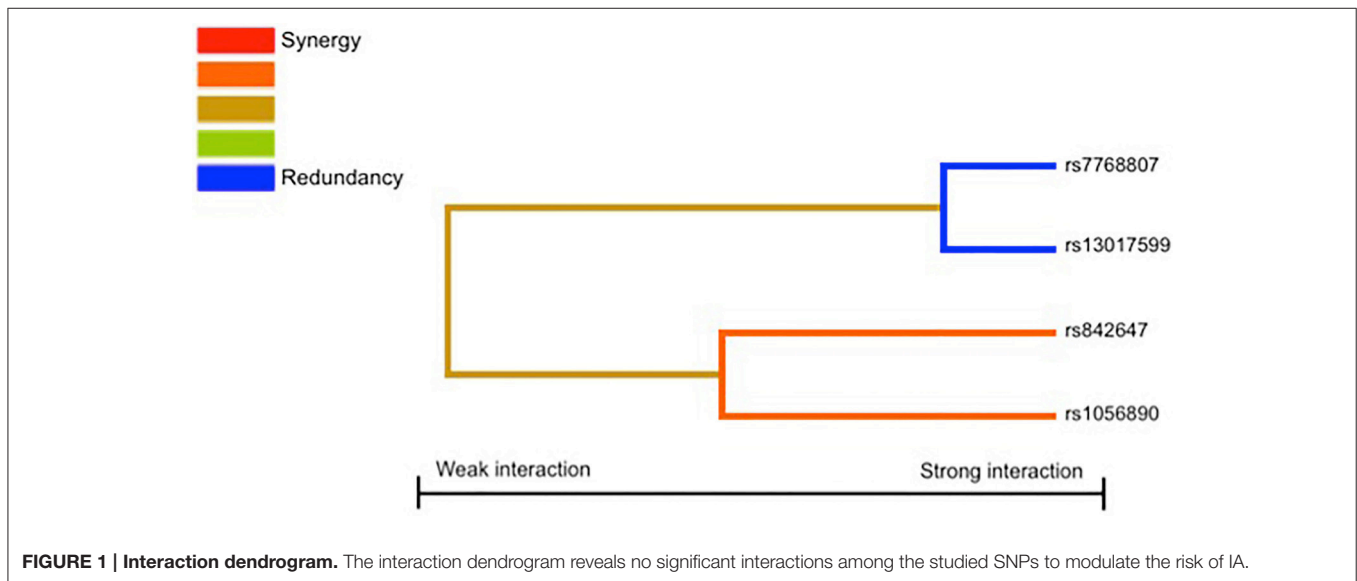 Synergy
Redundancy
rs7768807
rs13017599
rs842647
rs1056890
Weak interaction
Strong interaction
FIGURE 1 | Interaction dendrogram. The interaction dendrogram reveals no significant interactions among the studied SNPs to modulate the risk of IA.